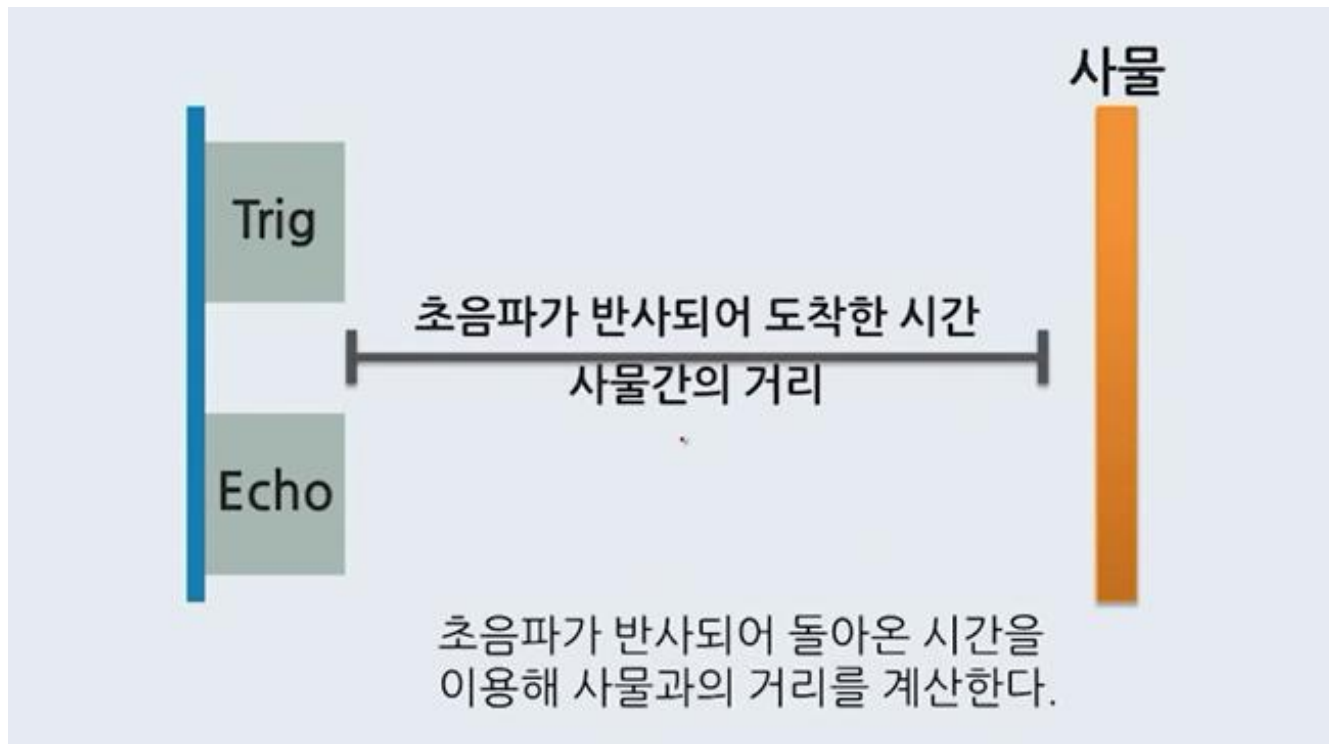 사물
Trig
초음파가 반사되어 도착한 시간
사물간의 거리
Echo
초음파가 반사되어 돌아온 시간을
이용해 사물과의 거리를 계산한다.